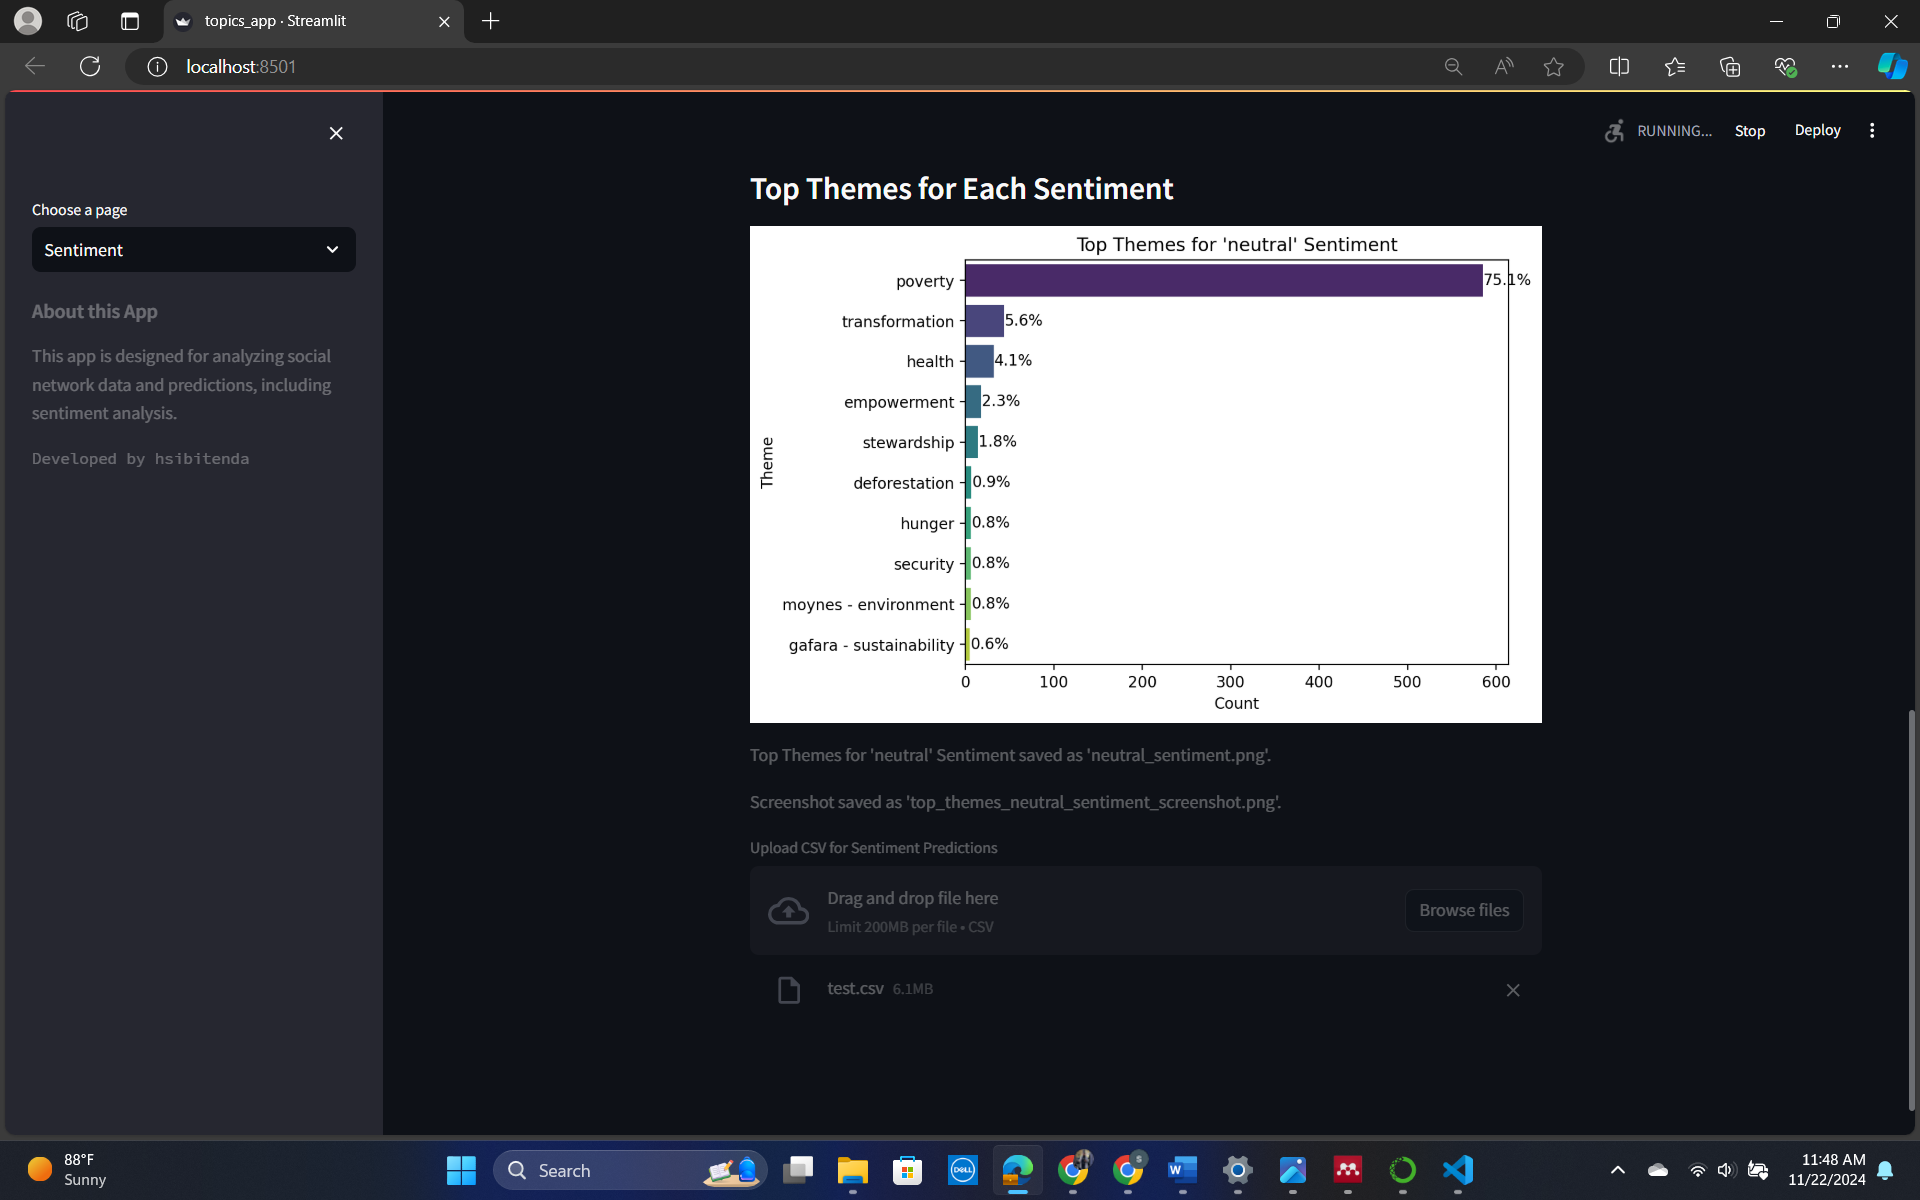 topics_app · Streamlit
localhost:8501
RUNNING...
Stop
Deploy
Choose a page
Sentiment
About this App
This app is designed for analyzing social
network data and predictions, including
sentiment analysis.
Developed by hsibitenda
Top Themes for Each Sentiment
Top Themes for 'neutral' Sentiment
poverty
75.1%
transformation
5.6%
health
4.1%
empowerment
2.3%
stewardship
1.8%
deforestation
0.9%
hunger
0.8%
security
0.8%
moynes - environment
0.8%
gafara - sustainability
0.6%
Theme
0 100 200 300 400 500 600
Count
Top Themes for 'neutral' Sentiment saved as 'neutral_sentiment.png'.
Screenshot saved as 'top_themes_neutral_sentiment_screenshot.png'.
Upload CSV for Sentiment Predictions
Drag and drop file here
Limit 200MB per file • CSV
Browse files
test.csv 6.1MB
88°F
Sunny
Search
DELL
W
S
11:48 AM
11/22/2024